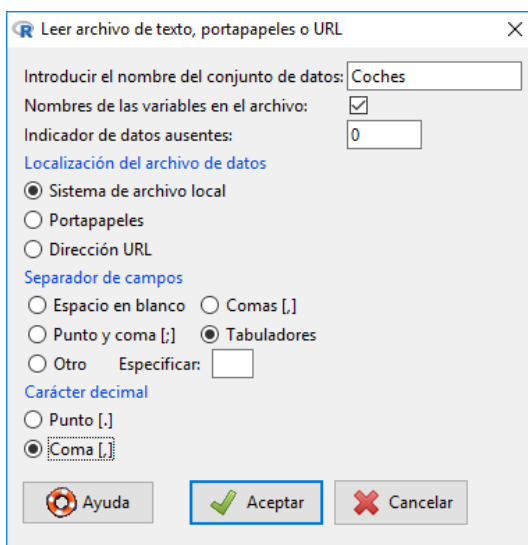 Leer archivo de texto, portapapeles o URL
Introducir el nombre del conjunto de datos: Coches
Nombres de las variables en el archivo:
Indicador de datos ausentes: 0
Localización del archivo de datos
Sistema de archivo local
Portapapeles
Dirección URL
Separador de campos
Espacio en blanco Comas [,]
Punto y coma [;] Tabuladores
Otro Especificar:
Carácter decimal
Punto [.]
Coma [,]
Ayuda Aceptar Cancelar